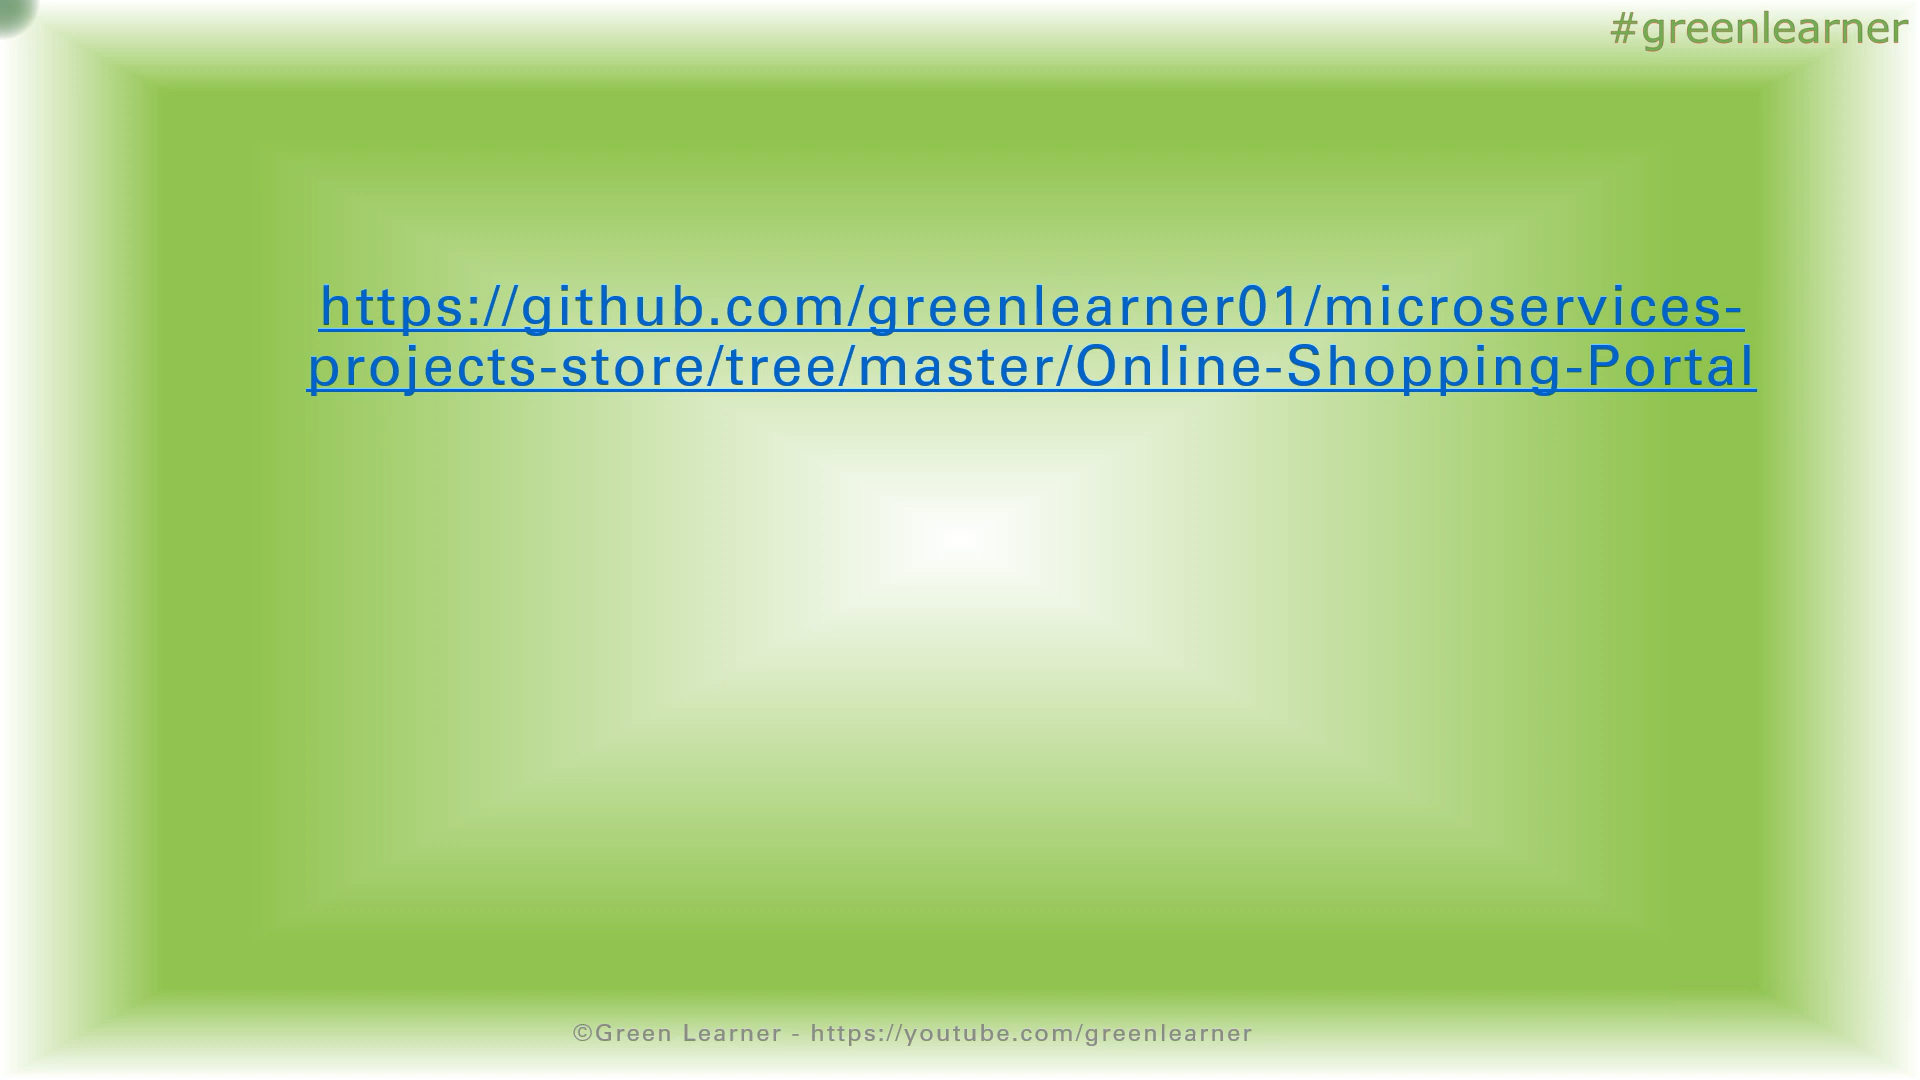 #greenlearner
https://github.com/greenlearner01/microservices-
projects-store/tree/master/Online-Shopping-Portal
©Green Learner - https://youtube.com/greenlearner